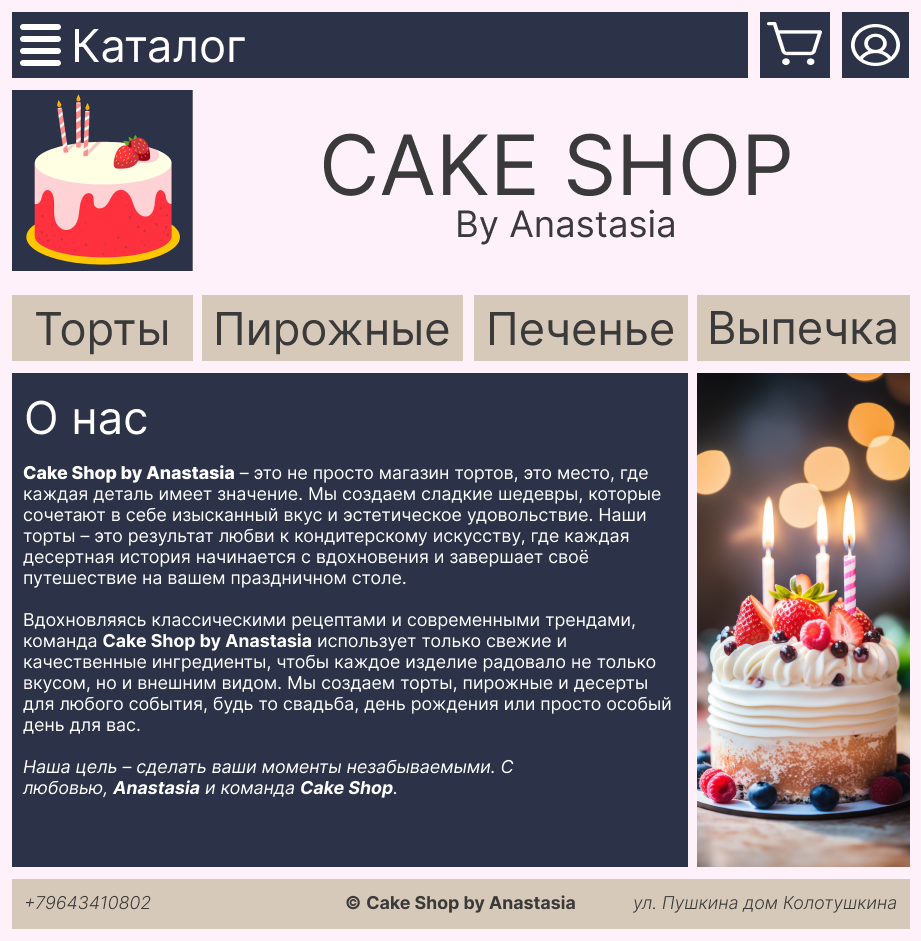 Каталог
CAKE SHOP
By Anastasia
Торты Пирожные Печенье Выпечка
О нас
Cake Shop by Anastasia – это не просто магазин тортов, это место, где
каждая деталь имеет значение. Мы создаем сладкие шедевры, которые
сочетают в себе изысканный вкус и эстетическое удовольствие. Наши
торты – это результат любви к кондитерскому искусству, где каждая
десертная история начинается с вдохновения и завершает своё
путешествие на вашем праздничном столе.
Вдохновляясь классическими рецептами и современными трендами,
команда Cake Shop by Anastasia использует только свежие и
качественные ингредиенты, чтобы каждое изделие радовало не только
вкусом, но и внешним видом. Мы создаем торты, пирожные и десерты
для любого события, будь то свадьба, день рождения или просто особый
день для вас.
Наша цель – сделать ваши моменты незабываемыми. С
любовью, Anastasia и команда Cake Shop.
+79643410802 © Cake Shop by Anastasia ул. Пушкина дом Колотушкина